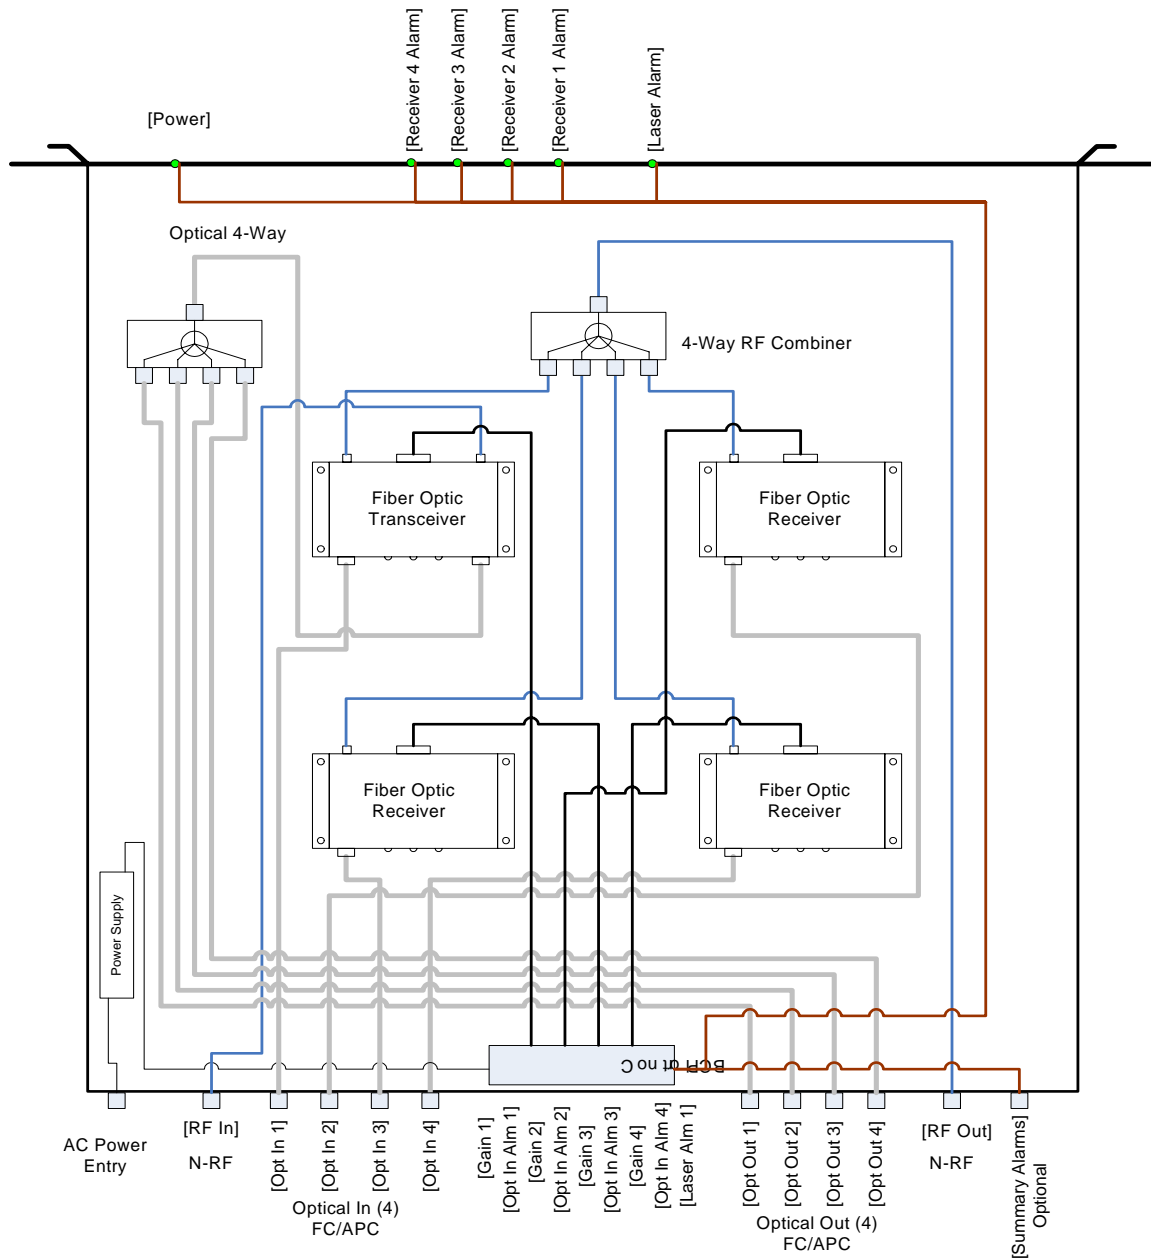 [Receiver 4 Alarm]
[Receiver 3 Alarm]
[Receiver 2 Alarm]
[Receiver 1 Alarm]
[Laser Alarm]
[Power]
Optical 4-Way
4-Way RF Combiner
Fiber Optic
Transceiver
Fiber Optic
Receiver
Fiber Optic
Receiver
Fiber Optic
Receiver
Power Supply
AC Power
Entry
[RF In]
N-RF
[Opt In 1]
[Opt In 2]
[Opt In 3]
[Opt In 4]
Optical In (4)
FC/APC
[Gain 1]
[Opt In Alm 1]
[Gain 2]
[Opt In Alm 2]
[Gain 3]
[Opt In Alm 3]
[Gain 4]
[Opt In Alm 4]
[Laser Alm 1]
[Opt Out 1]
[Opt Out 2]
[Opt Out 3]
[Opt Out 4]
Optical Out (4)
FC/APC
[RF Out]
N-RF
[Summary Alarms]
Optional